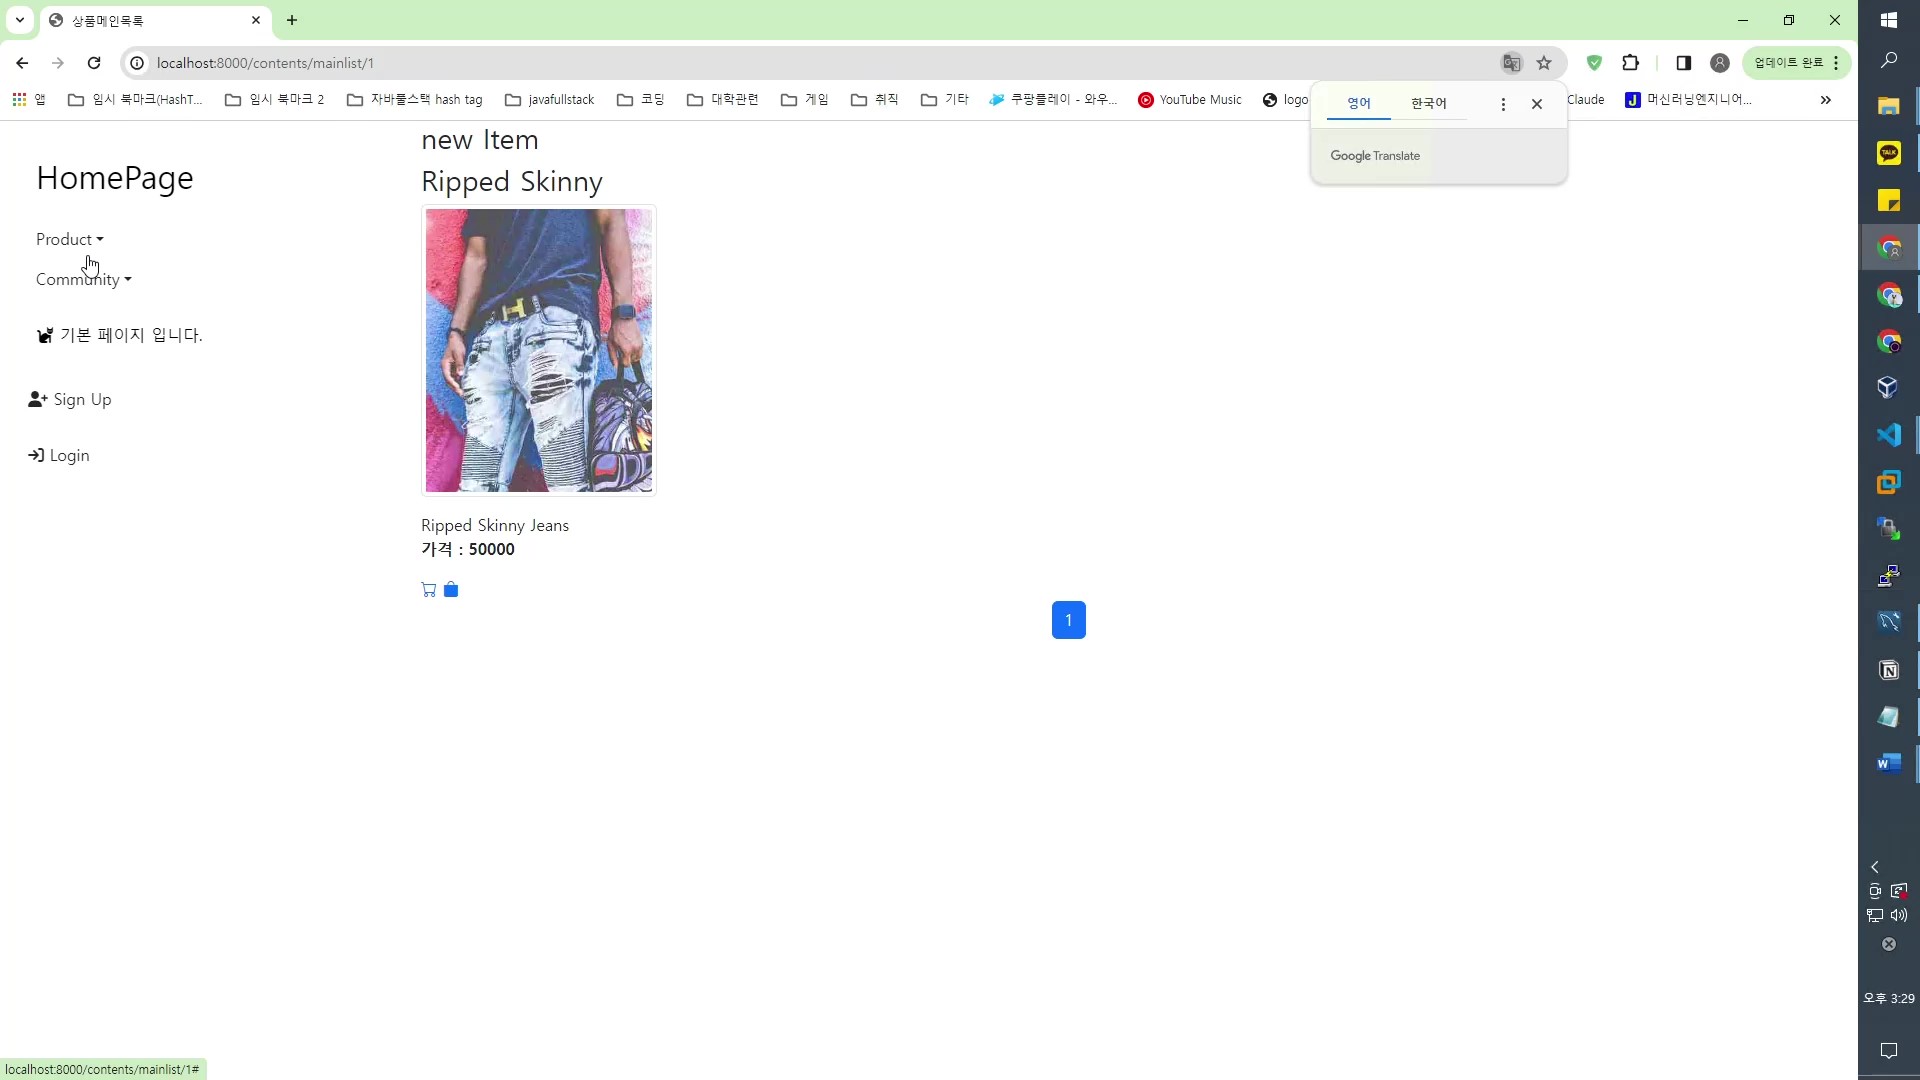 상품메인목록
localhost:8000/contents/mainlist/1
업데이트 완료
앱
임시 북마크(HashT...
임시 북마크 2
자바풀스택 hash tag
javafullstack
코딩
대학관련
게임
취직
기타
쿠팡플레이 - 와우...
YouTube Music
logo
Claude
머신러닝엔지니어...
영어
한국어
Google Translate
HomePage
Product
Community
기본 페이지 입니다.
Sign Up
Login
new Item
Ripped Skinny
Ripped Skinny Jeans
가격 : 50000
1
localhost:8000/contents/mainlist/1#
TALK
오후 3:29